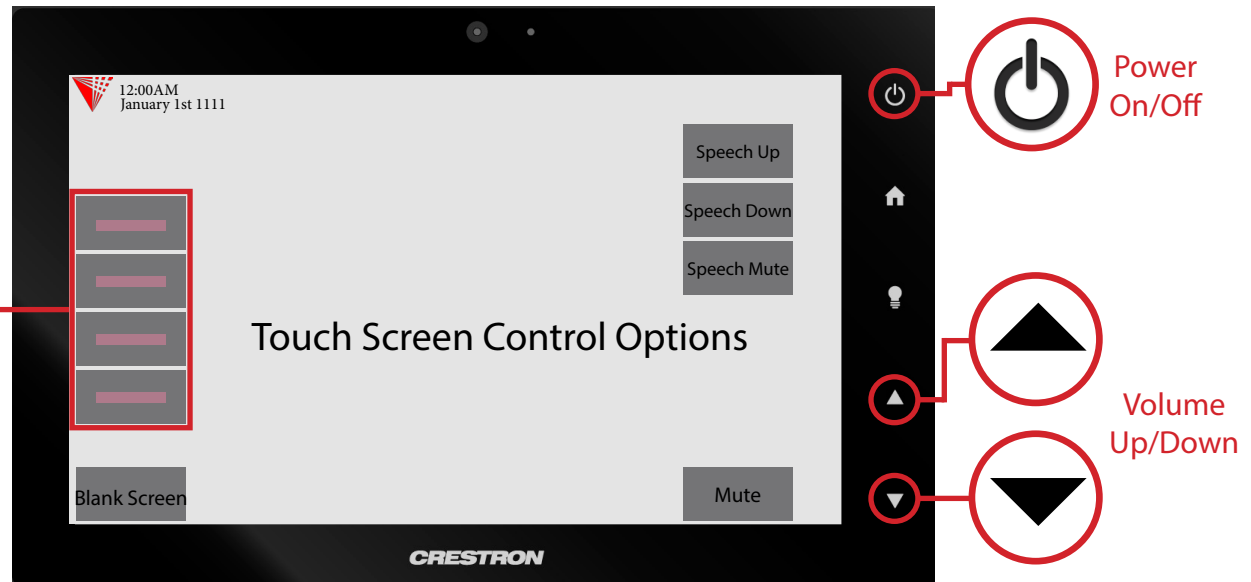 12:00AM
January 1st 1111
Power
On/Off
Speech Up
Speech Down
Speech Mute
Touch Screen Control Options
Volume
Up/Down
Blank Screen
Mute
CRESTRON